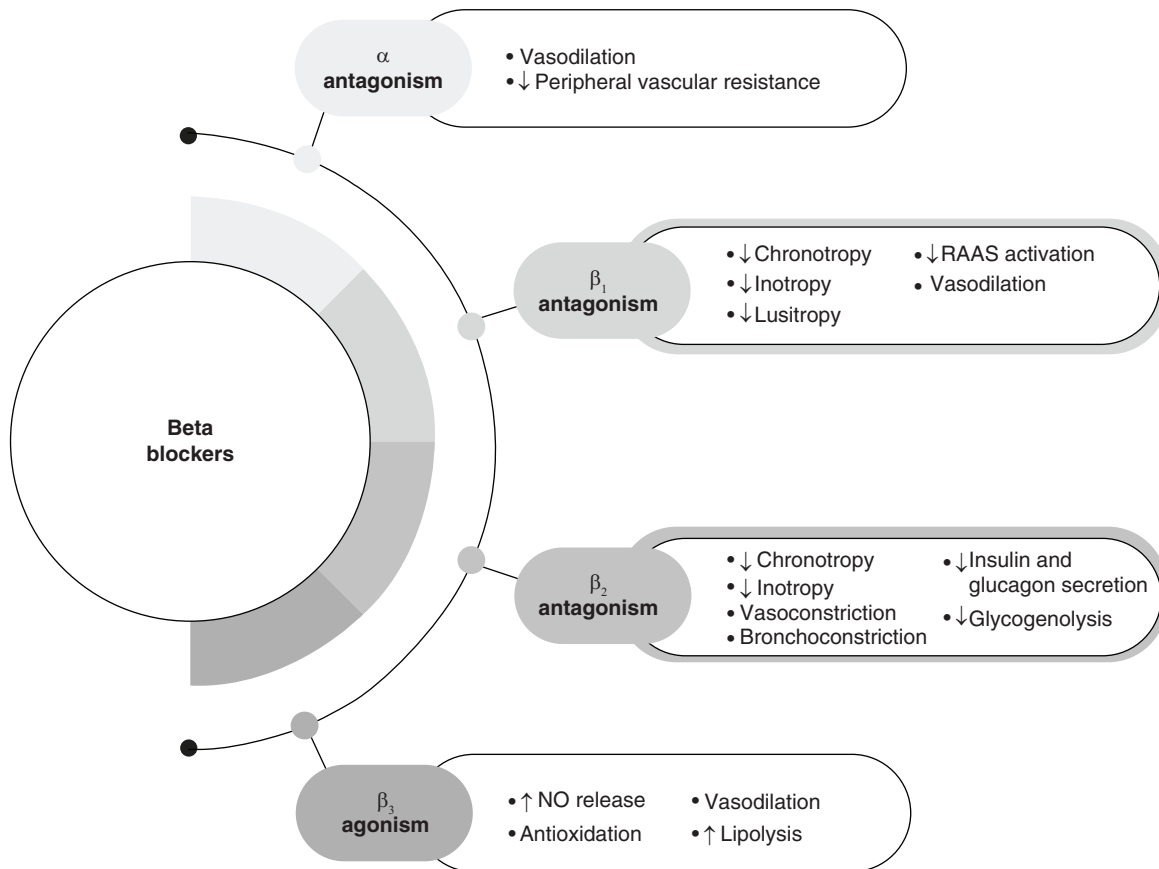 α
antagonism
• Vasodilation
• ↓ Peripheral vascular resistance
β₁
antagonism
• ↓ Chronotropy
• ↓ Inotropy
• ↓ Lusitropy
• ↓ RAAS activation
• Vasodilation
Beta
blockers
β₂
antagonism
• ↓ Chronotropy
• ↓ Inotropy
• Vasoconstriction
• Bronchoconstriction
• ↓ Insulin and
glucagon secretion
• ↓ Glycogenolysis
β₃
agonism
• ↑ NO release
• Antioxidation
• Vasodilation
• ↑ Lipolysis